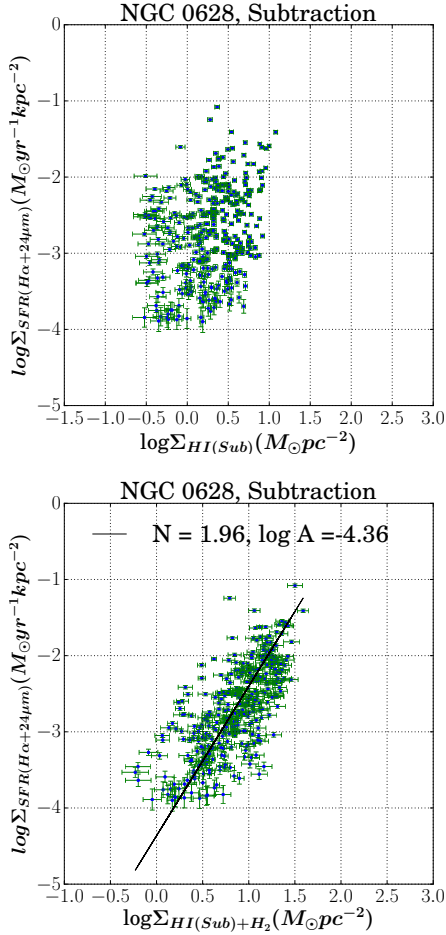 NGC 0628, Subtraction
0
−1
−2
−3
−4
−5
logΣ_SFR(Hα+24μm)(M⊙yr⁻¹kpc⁻²)
−1.5 −1.0 −0.5 0.0 0.5 1.0 1.5 2.0 2.5 3.0
logΣ_HI(Sub)(M⊙pc⁻²)
NGC 0628, Subtraction
N = 1.96, log A =-4.36
0
−1
−2
−3
−4
−5
logΣ_SFR(Hα+24μm)(M⊙yr⁻¹kpc⁻²)
−1.0 −0.5 0.0 0.5 1.0 1.5 2.0 2.5 3.0
logΣ_HI(Sub)+H₂(M⊙pc⁻²)